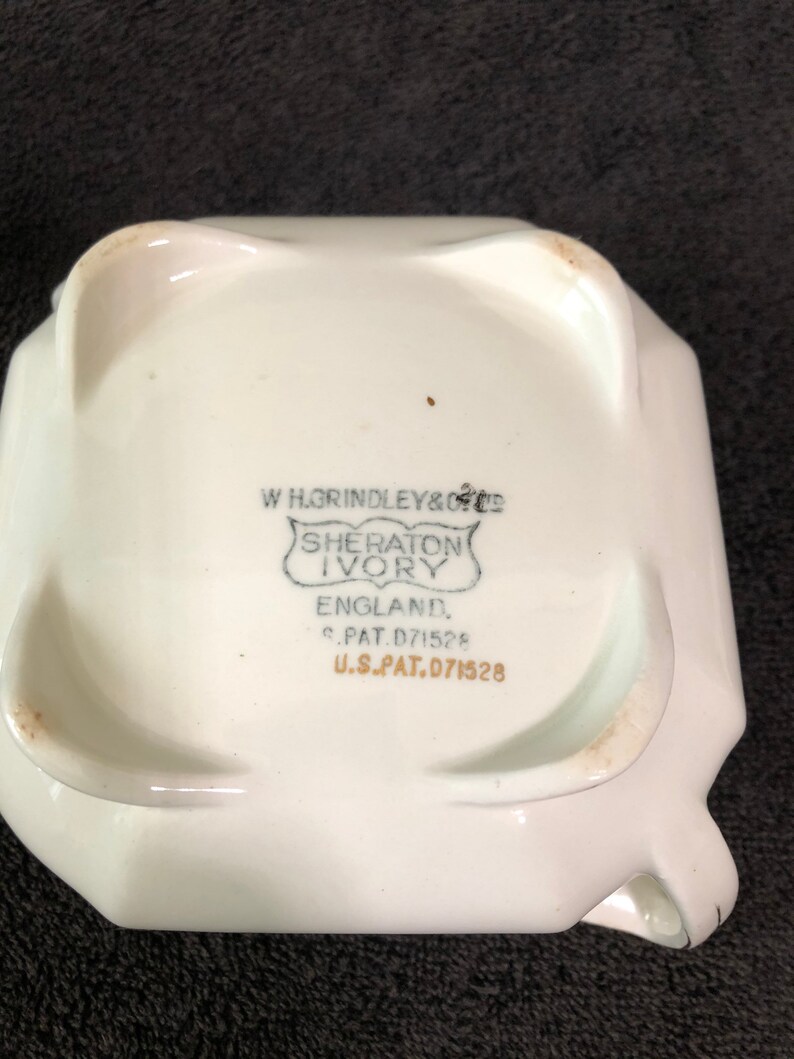 W.H.GRINDLEY & Co. LTD
SHERATON
IVORY
ENGLAND.
S.PAT.D71528
U.S.PAT.D71528